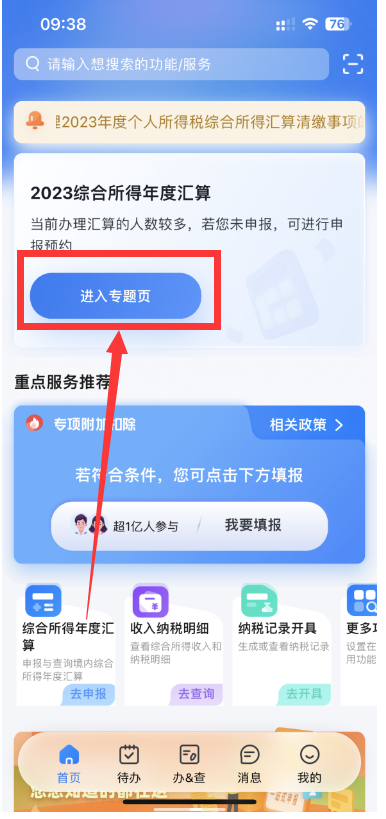 09:38
76
请输入想搜索的功能/服务
2023年度个人所得税综合所得汇算清缴事项
2023综合所得年度汇算
当前办理汇算的人数较多，若您未申报，可进行申
报预约
进入专题页
重点服务推荐
专项附加扣除
相关政策
若符合条件，您可点击下方填报
超1亿人参与 / 我要填报
综合所得年度汇
算
申报与查询境内综合
所得年度汇算
去申报
收入纳税明细
查看综合所得收入和
纳税明细
去查询
纳税记录开具
生成或查看纳税记录
去开具
更多
设置在
用功能
首页
待办
办&查
消息
我的